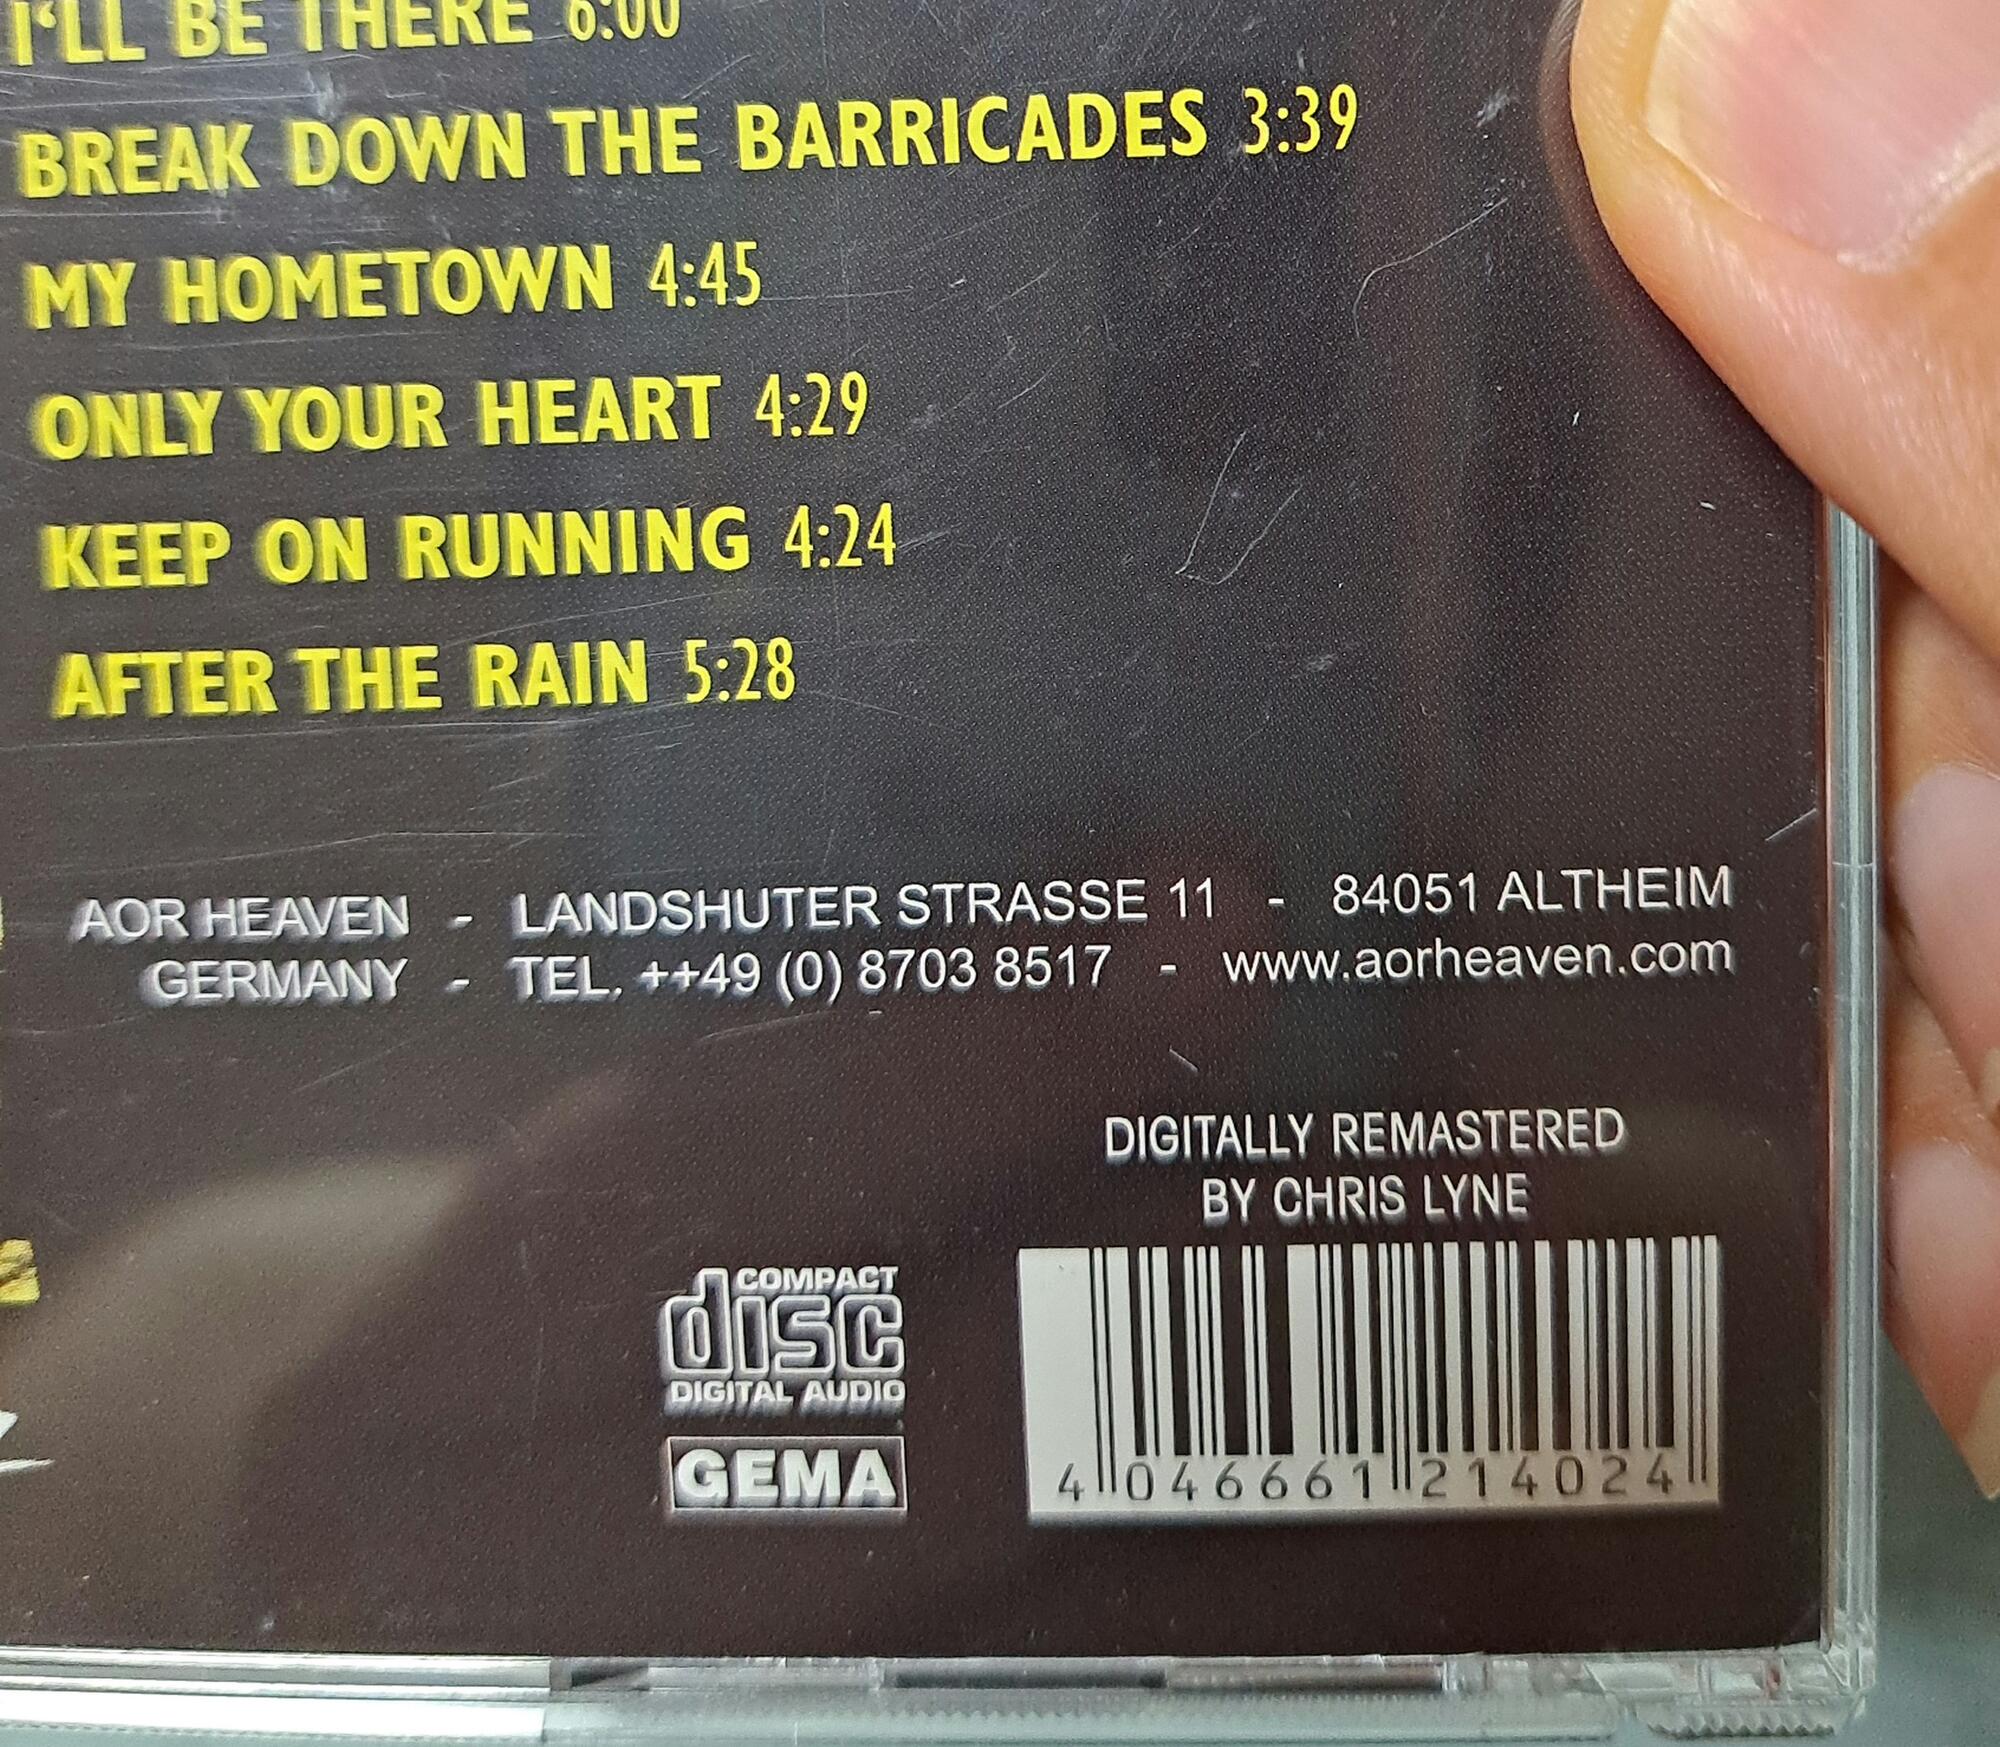 I'LL BE THERE 6:00
BREAK DOWN THE BARRICADES 3:39
MY HOMETOWN 4:45
ONLY YOUR HEART 4:29
KEEP ON RUNNING 4:24
AFTER THE RAIN 5:28
AOR HEAVEN - LANDSHUTER STRASSE 11 - 84051 ALTHEIM
GERMANY - TEL. ++49 (0) 8703 8517 - www.aorheaven.com
DIGITALLY REMASTERED
BY CHRIS LYNE
COMPACT
disc
DIGITAL AUDIO
GEMA
4 046661 214024